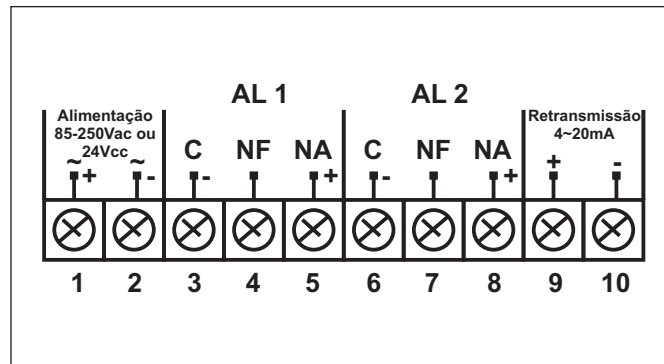 AL 1 AL 2
Alimentação
85-250Vac ou
24Vcc
Retransmissão
4~20mA
C NF NA C NF NA
~+ ~- - + - + + -
1 2 3 4 5 6 7 8 9 10